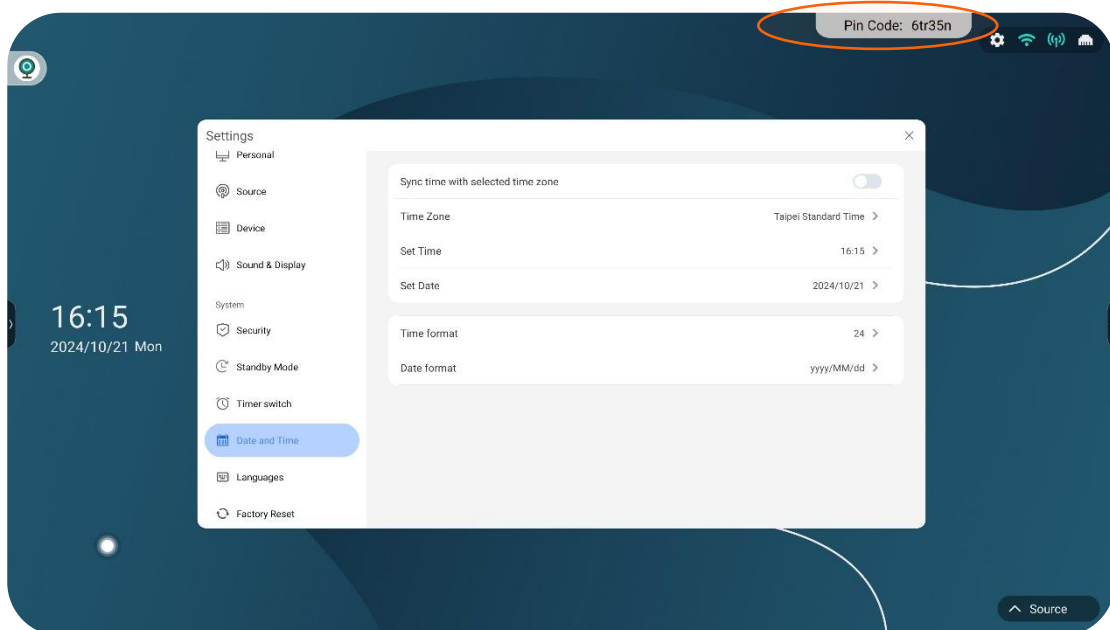 Pin Code: 6tr35n
Settings
Personal
Source
Device
Sound & Display
System
Security
Standby Mode
Timer switch
Date and Time
Languages
Factory Reset
Sync time with selected time zone
Time Zone Taipei Standard Time
Set Time 16:15
Set Date 2024/10/21
Time format 24
Date format yyyy/MM/dd
16:15
2024/10/21 Mon
Source